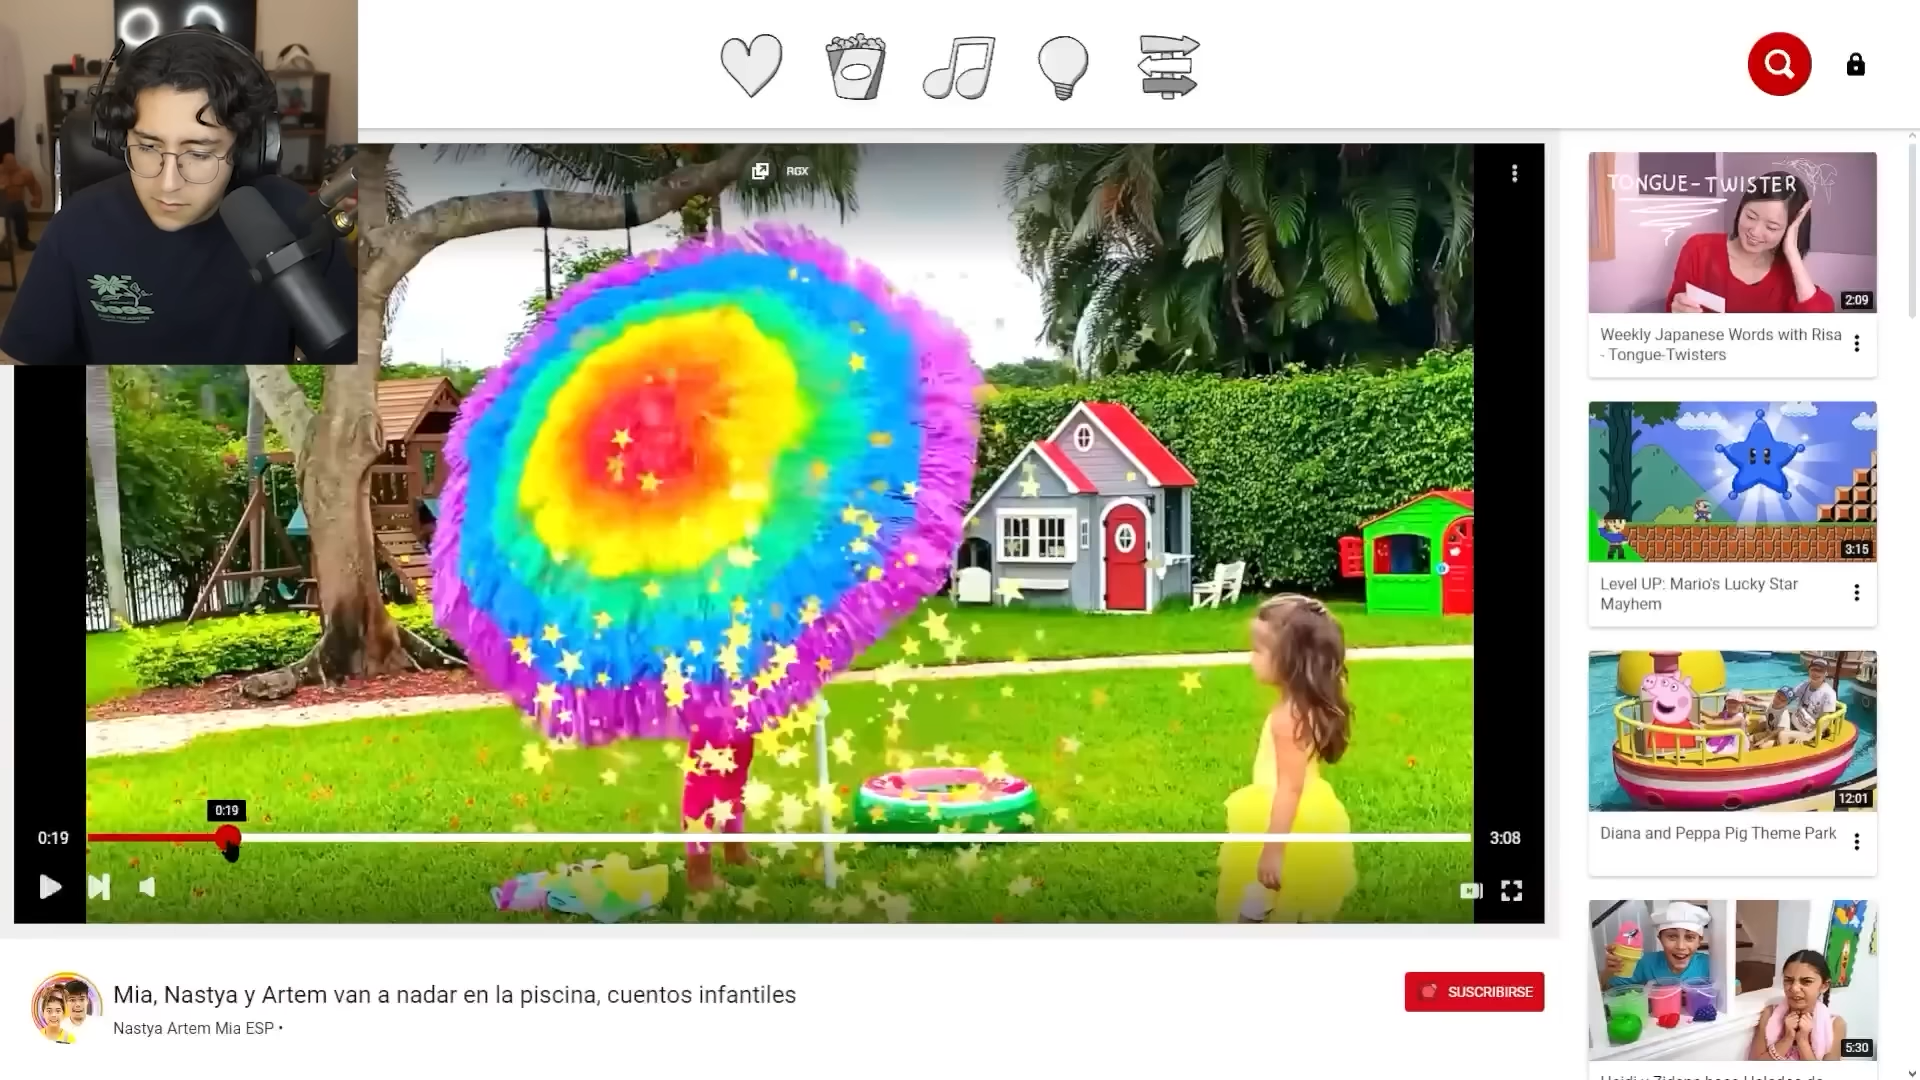 RGX
0:19
0:19
3:08
Mia, Nastya y Artem van a nadar en la piscina, cuentos infantiles
Nastya Artem Mia ESP •
SUSCRIBIRSE
TONGUE-TWISTER
2:09
Weekly Japanese Words with Risa
- Tongue-Twisters
3:15
Level UP: Mario's Lucky Star
Mayhem
12:01
Diana and Peppa Pig Theme Park
5:30